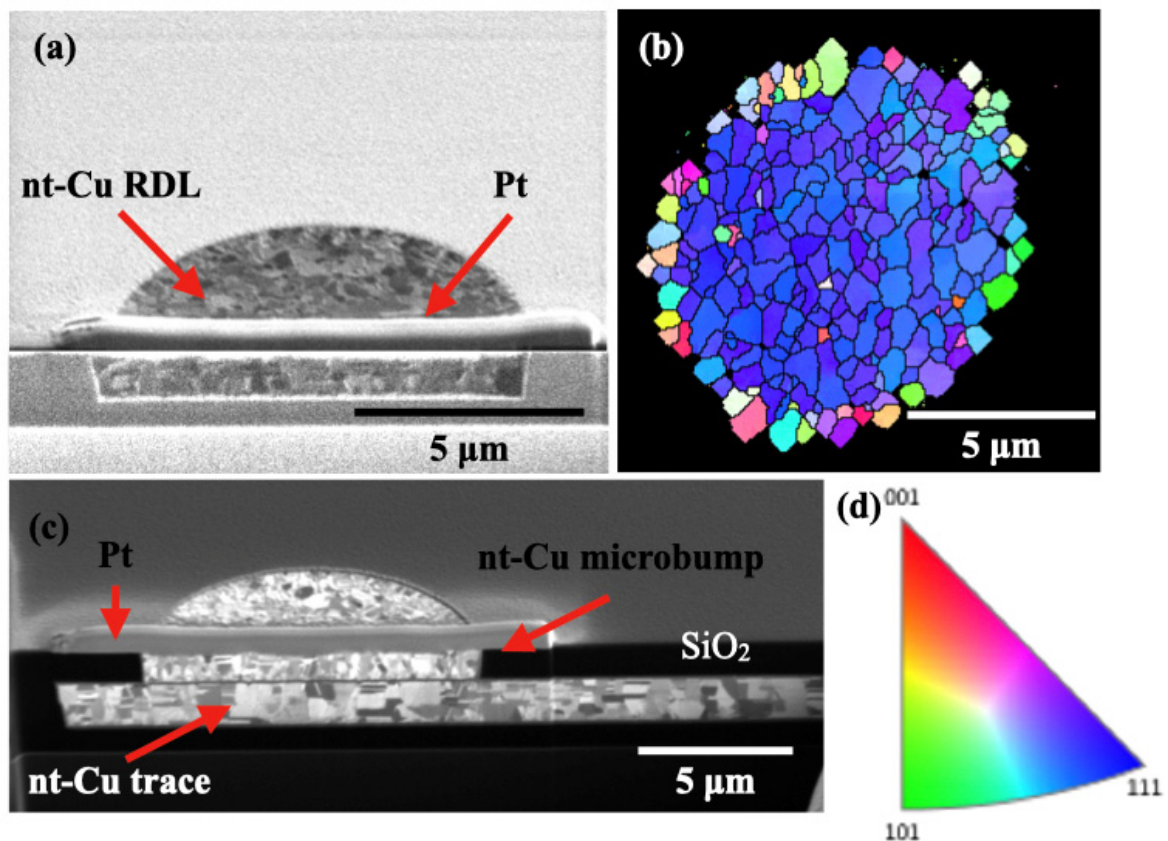 (a)
nt-Cu RDL
Pt
5 μm
(b)
5 μm
(c)
Pt
nt-Cu microbump
SiO₂
nt-Cu trace
5 μm
(d)
001
111
101